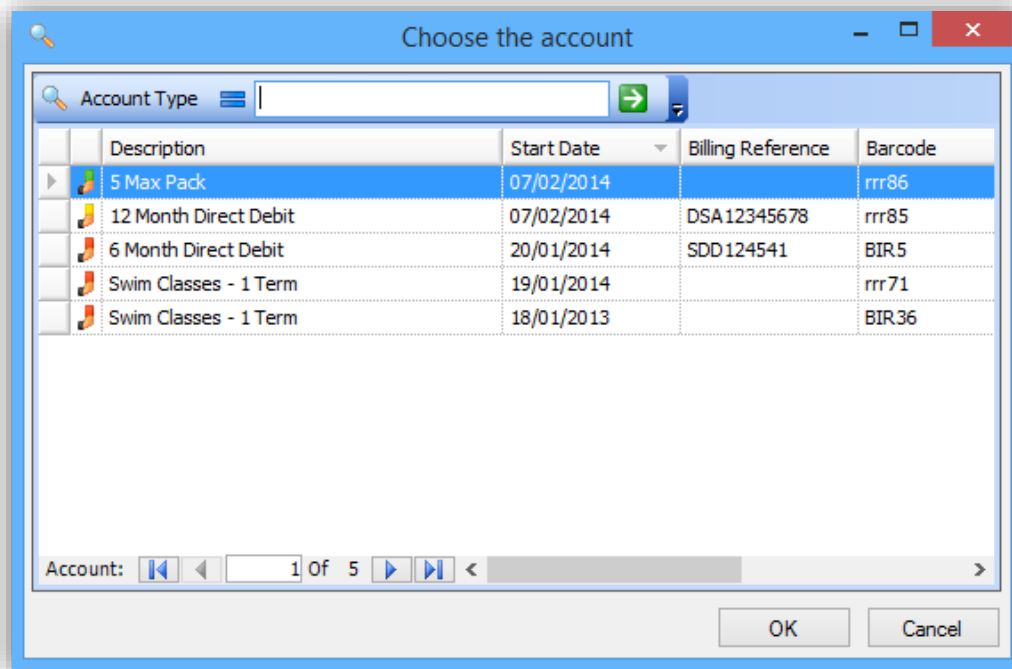 Choose the account
Account Type
Description Start Date Billing Reference Barcode
5 Max Pack 07/02/2014 rrr86
12 Month Direct Debit 07/02/2014 DSA12345678 rrr85
6 Month Direct Debit 20/01/2014 SDD124541 BIR5
Swim Classes - 1 Term 19/01/2014 rrr71
Swim Classes - 1 Term 18/01/2013 BIR36
Account: 1 Of 5
OK Cancel